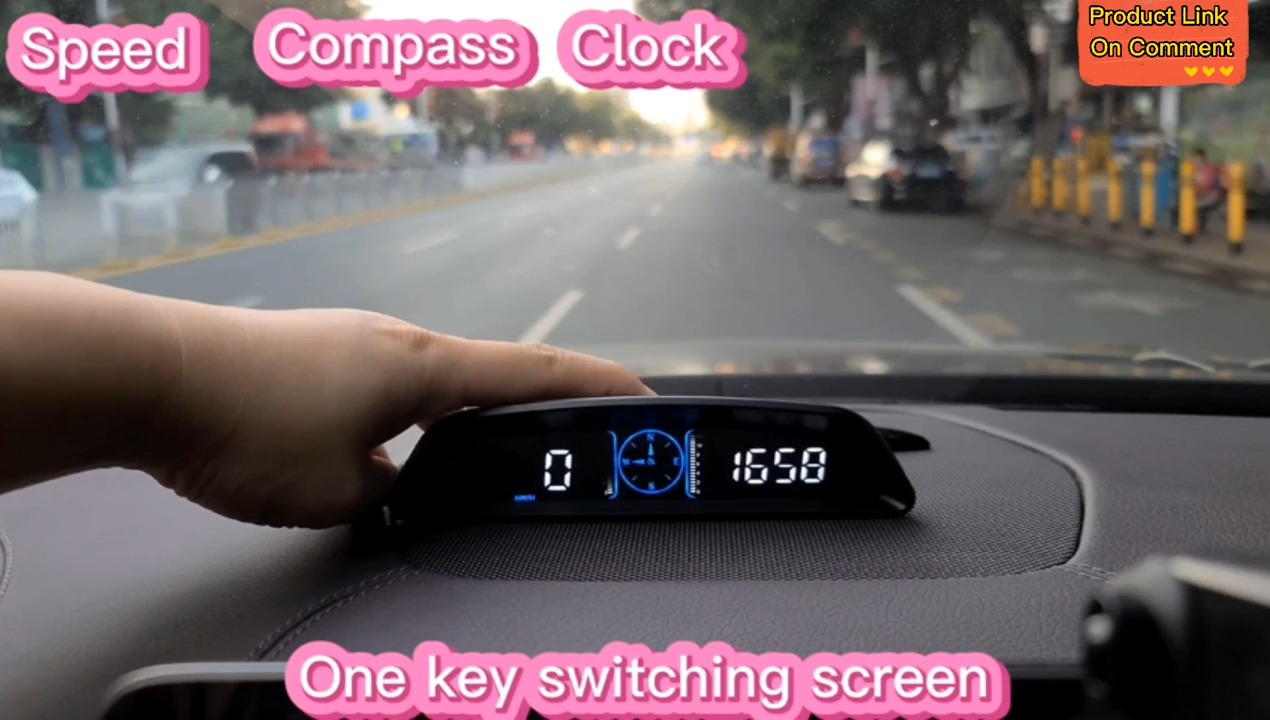 Speed Compass Clock
Product Link
On Comment
0
N
W
E
S
1658
One key switching screen